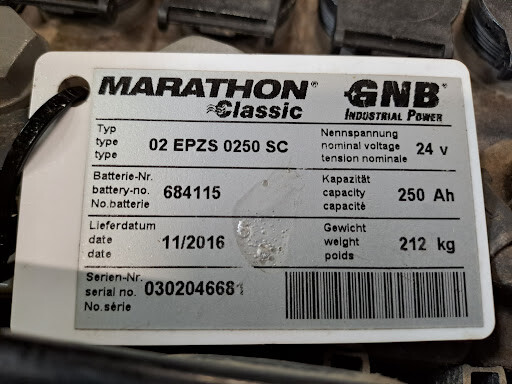 MARATHON®
Classic
GNB®
INDUSTRIAL POWER
Typ
type
type
02 EPZS 0250 SC
Nennspannung
nominal voltage
tension nominale
24 v
Batterie-Nr.
battery-no.
No.batterie
684115
Kapazität
capacity
capacité
250 Ah
Lieferdatum
date
date
11/2016
Gewicht
weight
poids
212 kg
Serien-Nr.
serial no.
No.série
0302046681